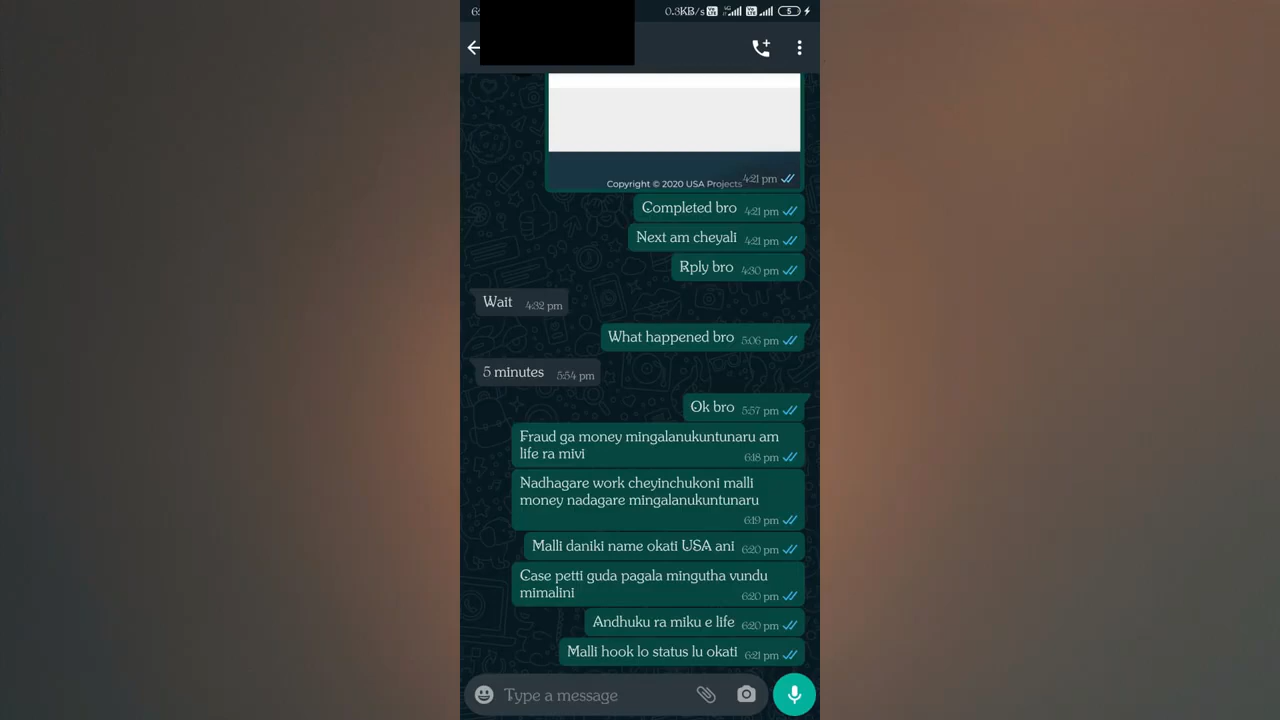 6:
0.3KB/s
5
Copyright © 2020 USA Projects
4:21 pm
Completed bro 4:21 pm
Next am cheyali 4:21 pm
Rply bro 4:30 pm
Wait 4:32 pm
What happened bro 5:06 pm
5 minutes 5:54 pm
Ok bro 5:57 pm
Fraud ga money mingalanukuntunaru am
life ra mivi
6:18 pm
Nadhagare work cheyinchukoni malli
money nadagare mingalanukuntunaru
6:19 pm
Malli daniki name okati USA ani 6:20 pm
Case petti guda pagala mingutha vundu
mimalini
6:20 pm
Andhuku ra miku e life 6:20 pm
Malli hook lo status lu okati 6:21 pm
Type a message